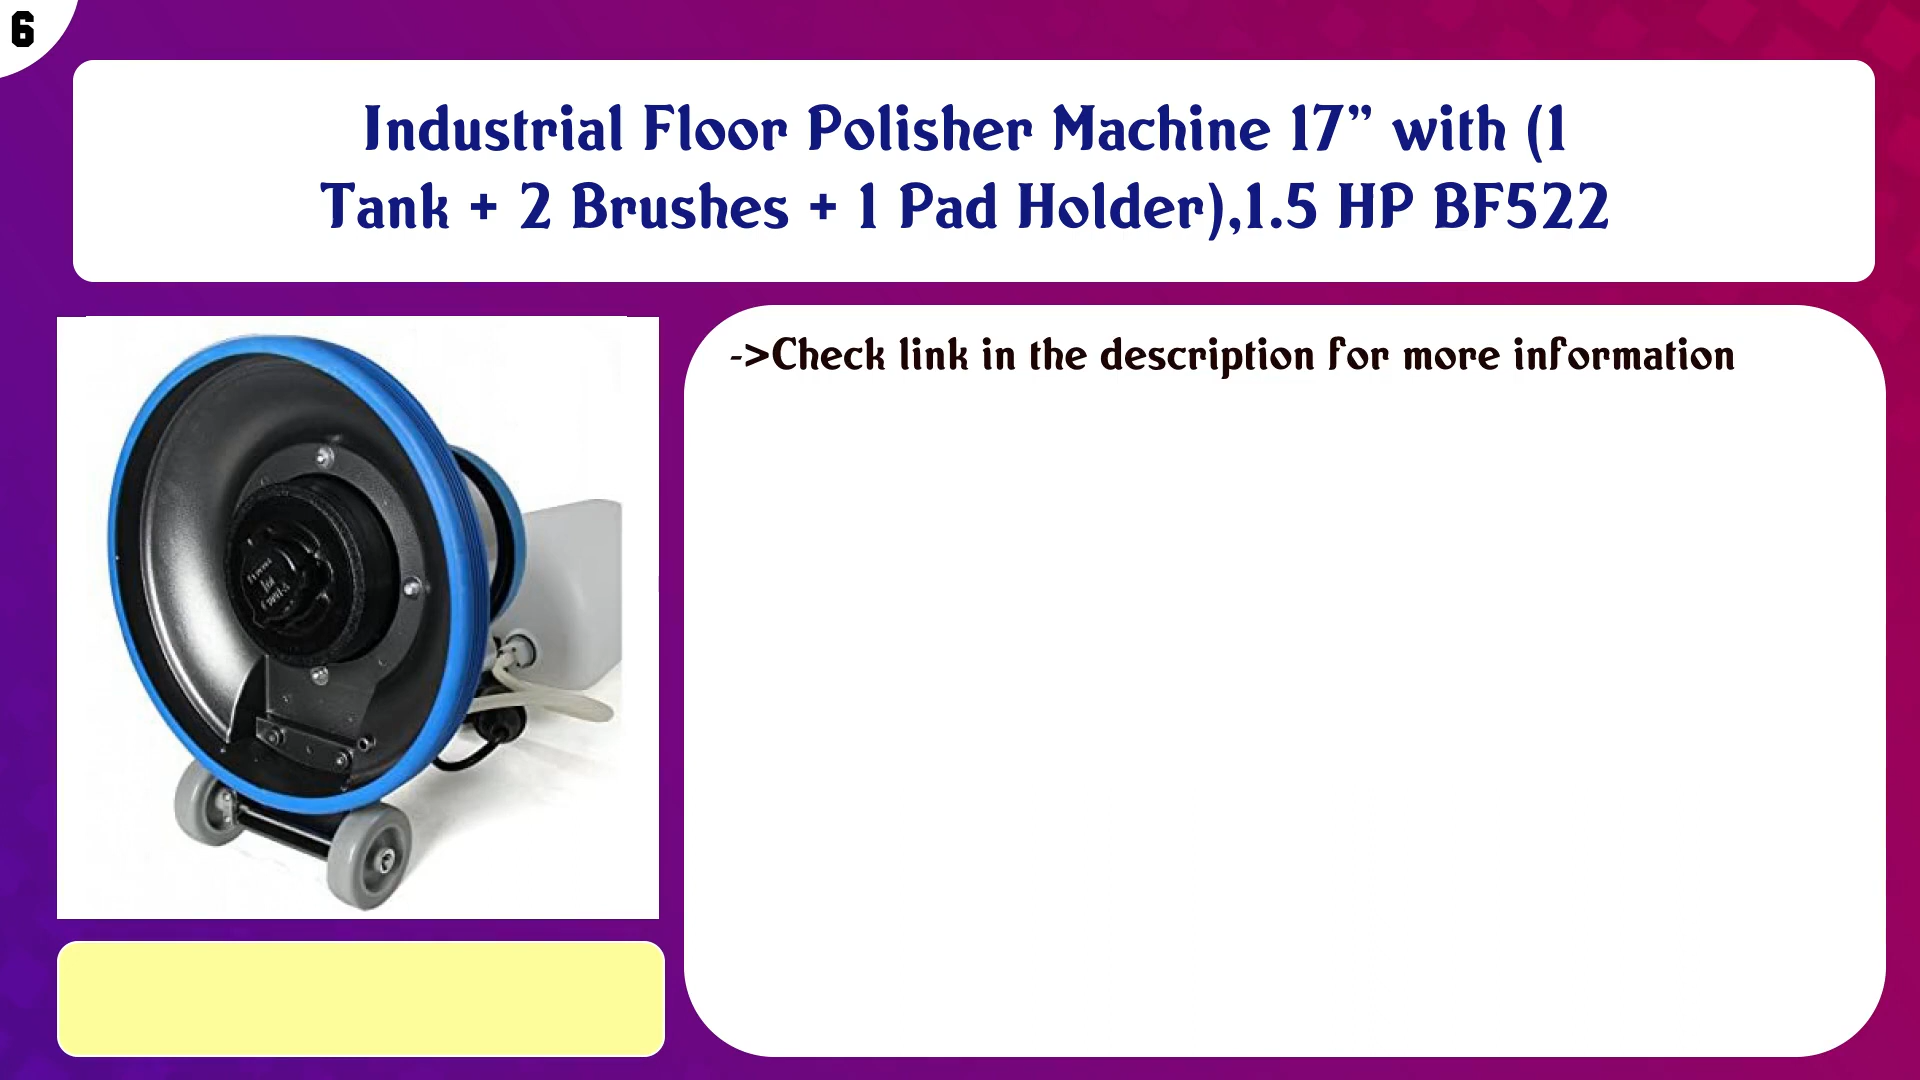 6
Industrial Floor Polisher Machine 17” with (1
Tank + 2 Brushes + 1 Pad Holder),1.5 HP BF522
->Check link in the description for more information